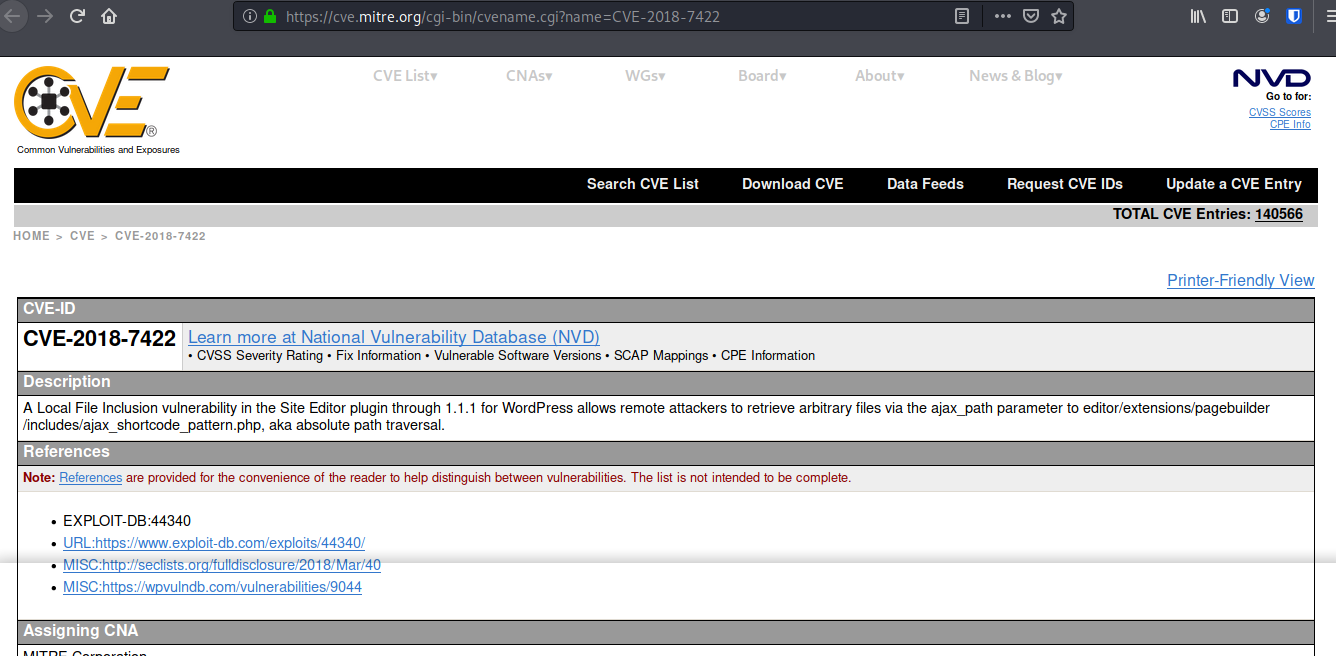 https://cve.mitre.org/cgi-bin/cvename.cgi?name=CVE-2018-7422
CVE
®
Common Vulnerabilities and Exposures
CVE List▾ CNAs▾ WGs▾ Board▾ About▾ News & Blog▾
NVD
Go to for:
CVSS Scores
CPE Info
Search CVE List Download CVE Data Feeds Request CVE IDs Update a CVE Entry
TOTAL CVE Entries: 140566
HOME > CVE > CVE-2018-7422
Printer-Friendly View
CVE-ID
CVE-2018-7422 Learn more at National Vulnerability Database (NVD)
• CVSS Severity Rating • Fix Information • Vulnerable Software Versions • SCAP Mappings • CPE Information
Description
A Local File Inclusion vulnerability in the Site Editor plugin through 1.1.1 for WordPress allows remote attackers to retrieve arbitrary files via the ajax_path parameter to editor/extensions/pagebuilder
/includes/ajax_shortcode_pattern.php, aka absolute path traversal.
References
Note: References are provided for the convenience of the reader to help distinguish between vulnerabilities. The list is not intended to be complete.
• EXPLOIT-DB:44340
• URL:https://www.exploit-db.com/exploits/44340/
• MISC:http://seclists.org/fulldisclosure/2018/Mar/40
• MISC:https://wpvulndb.com/vulnerabilities/9044
Assigning CNA
MITRE Corporation